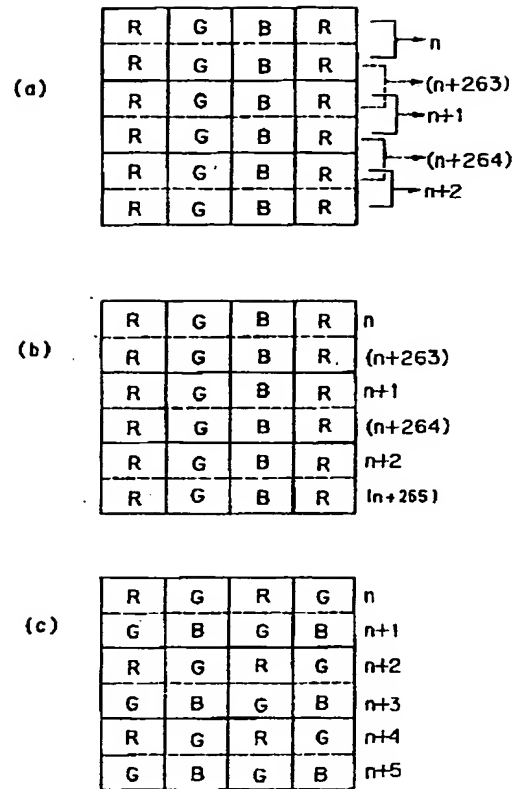 R G B R n
R G B R
(a) (n+263)
R G B R n+1
R G B R
(n+264)
R G B R
n+2
R G B R
R G B R n
(b) R G B R (n+263)
R G B R n+1
R G B R (n+264)
R G B R n+2
R G B R (n+265)
R G R G n
(c) G B G B n+1
R G R G n+2
G B G B n+3
R G R G n+4
G B G B n+5